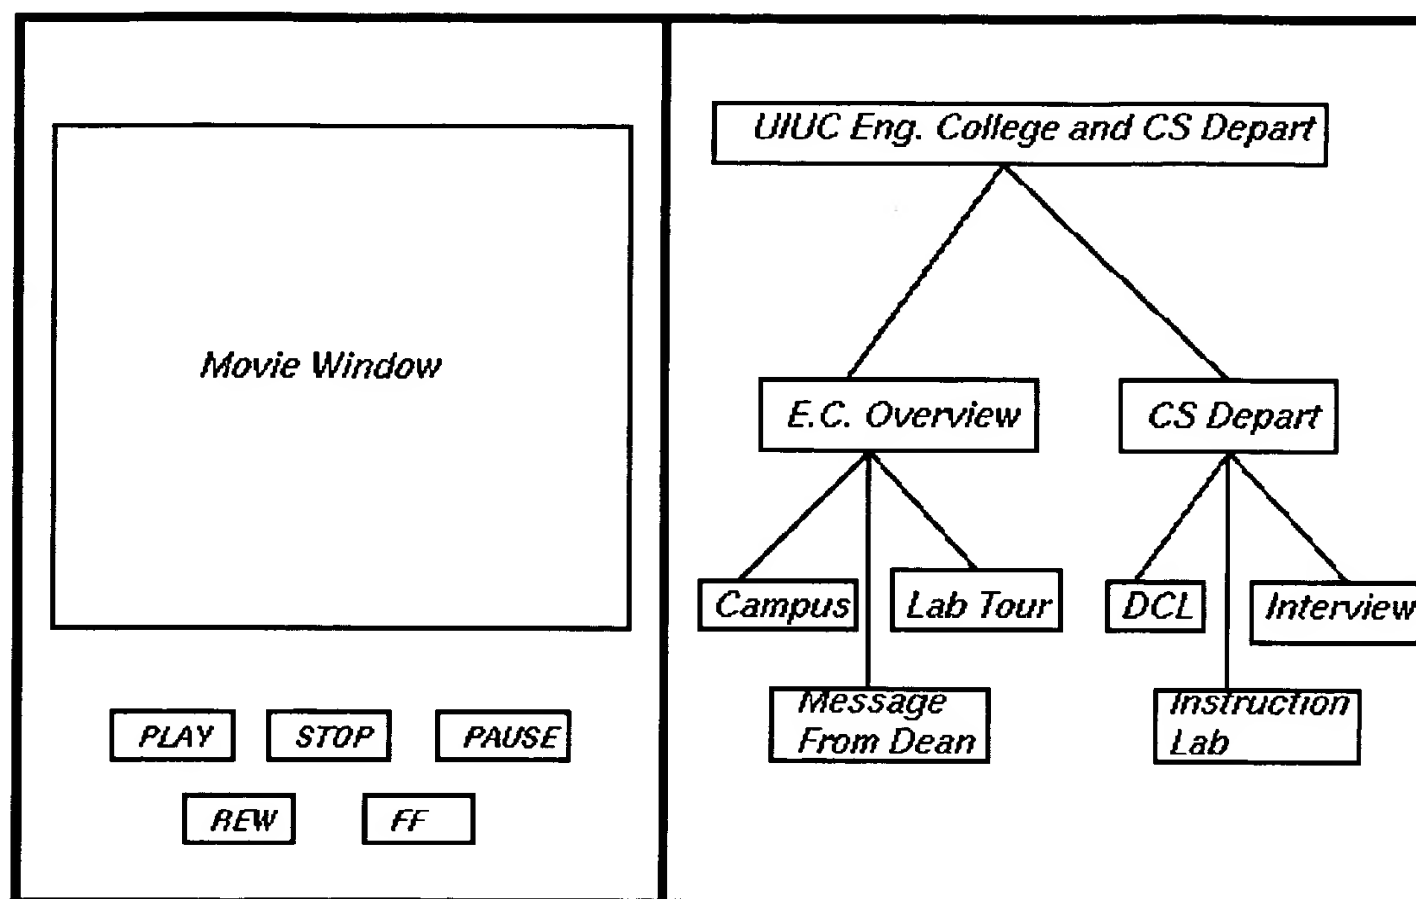 Movie Window
PLAY
STOP
PAUSE
REW
FF
UIUC Eng. College and CS Depart
E.C. Overview
CS Depart
Campus
Lab Tour
DCL
Interview
Message
From Dean
Instruction
Lab